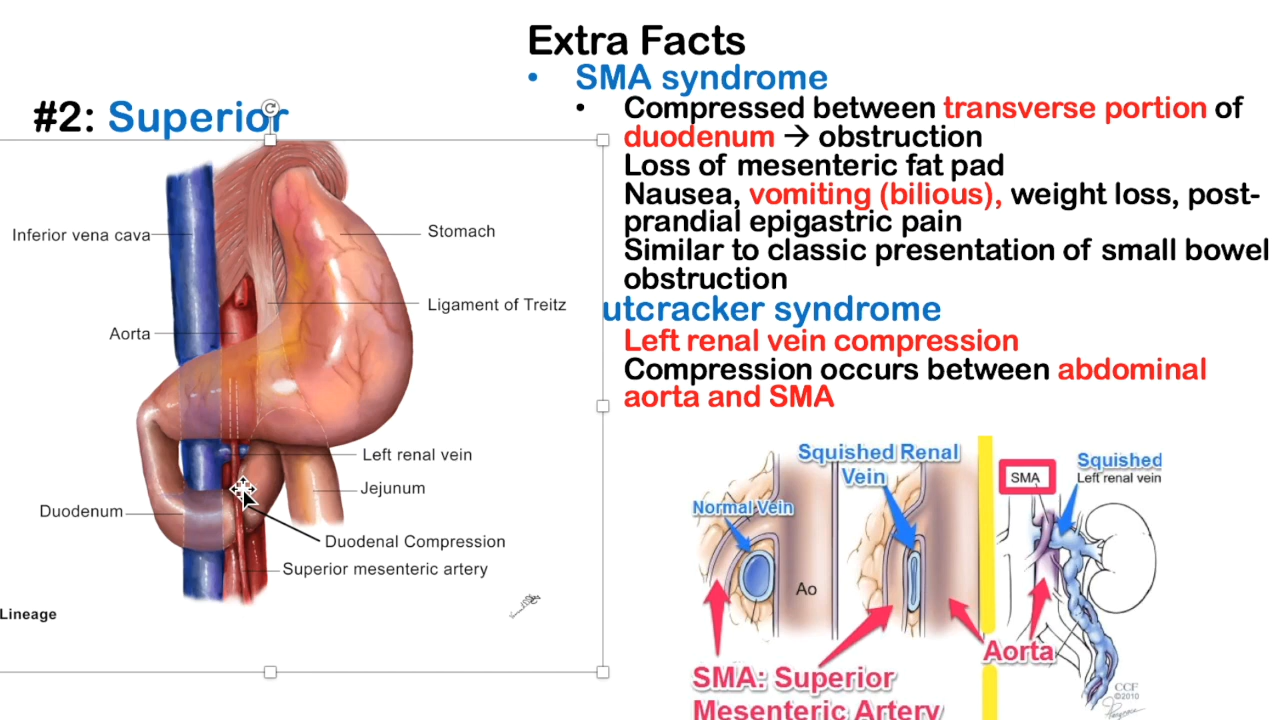 Extra Facts
• SMA syndrome
• Compressed between transverse portion of
duodenum → obstruction
Loss of mesenteric fat pad
Nausea, vomiting (bilious), weight loss, post-
prandial epigastric pain
Similar to classic presentation of small bowel
obstruction
utcracker syndrome
Left renal vein compression
Compression occurs between abdominal
aorta and SMA
#2: Superior
Inferior vena cava
Stomach
Ligament of Treitz
Aorta
Left renal vein
Jejunum
Duodenum
Duodenal Compression
Superior mesenteric artery
Lineage
Squished Renal
Vein
Normal Vein
Ao
SMA: Superior
Mesenteric Artery
SMA
Squished
Left renal vein
Aorta
CCF
©2010